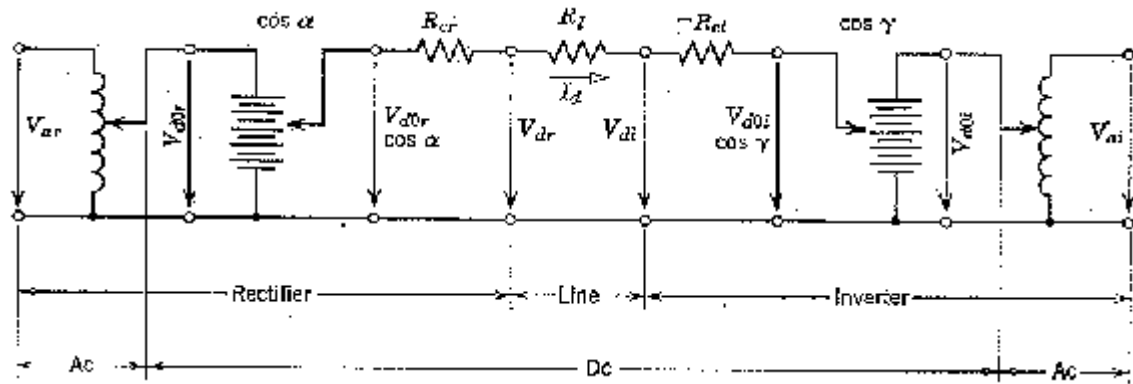 cos α
R_cr
R_l
−R_ci
cos γ
I_d
V_ar
V_d0r
V_d0r
cos α
V_dr
V_di
V_d0i
cos γ
V_d0i
V_ai
Rectifier
Line
Inverter
Ac
Dc
Ac